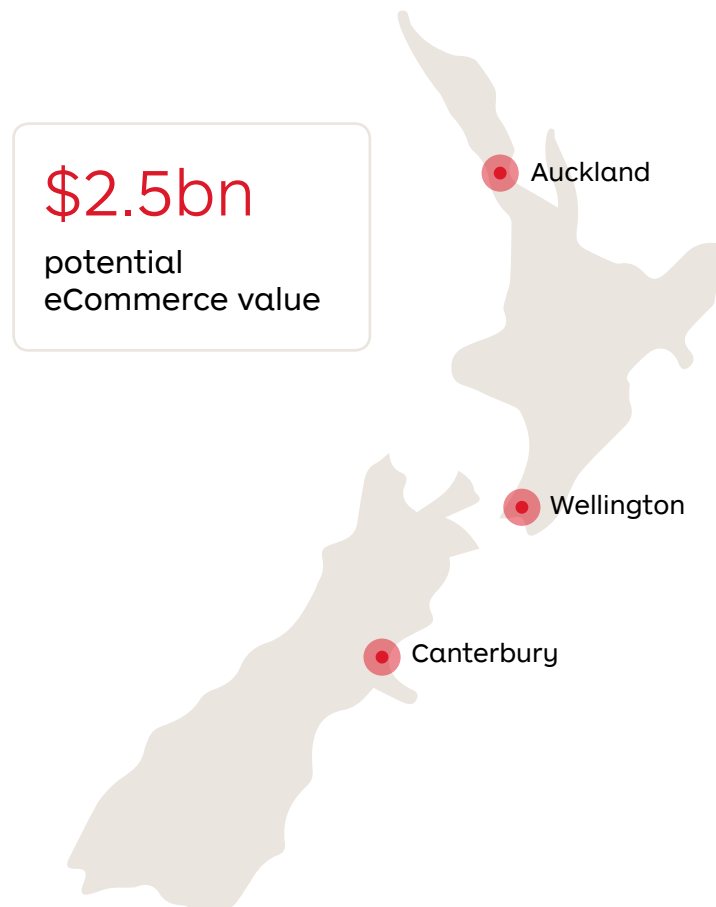 $2.5bn
potential
eCommerce value
Auckland
Wellington
Canterbury